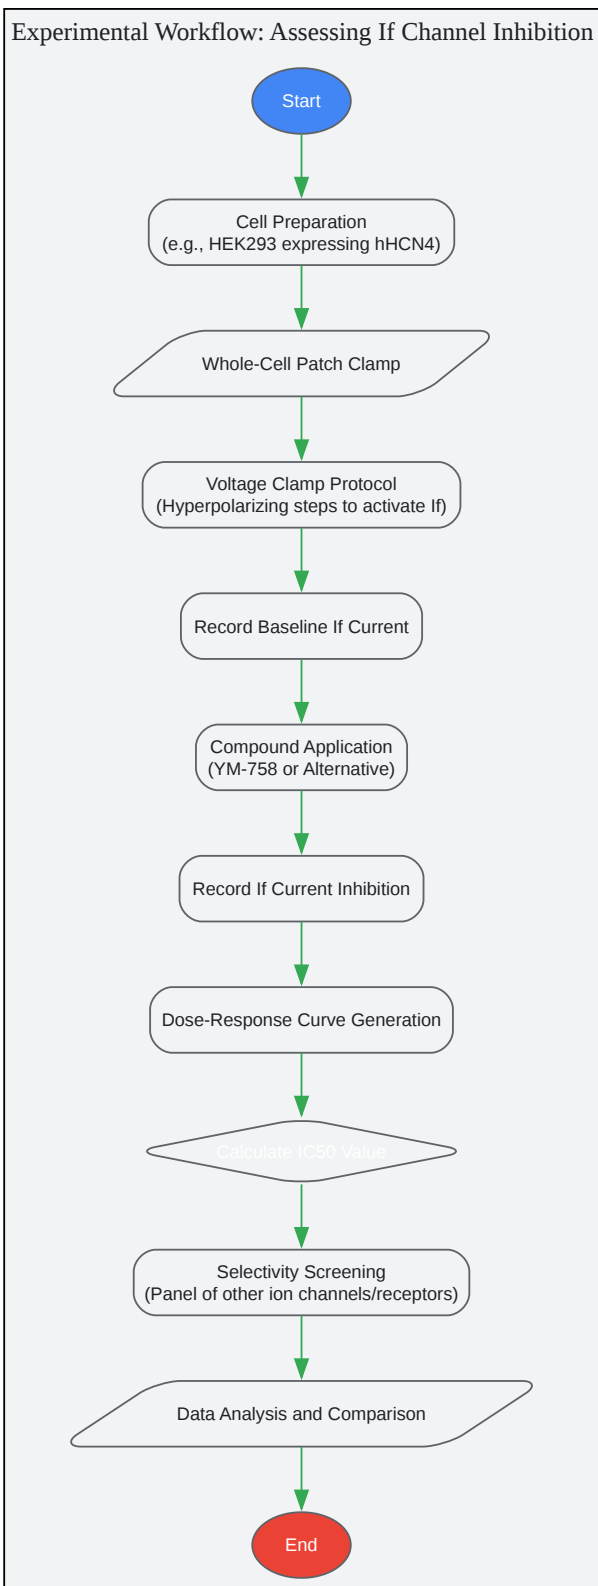 Experimental Workflow: Assessing If Channel Inhibition
Start
Cell Preparation
(e.g., HEK293 expressing hHCN4)
Whole-Cell Patch Clamp
Voltage Clamp Protocol
(Hyperpolarizing steps to activate If)
Record Baseline If Current
Compound Application
(YM-758 or Alternative)
Record If Current Inhibition
Dose-Response Curve Generation
Calculate IC50 Value
Selectivity Screening
(Panel of other ion channels/receptors)
Data Analysis and Comparison
End